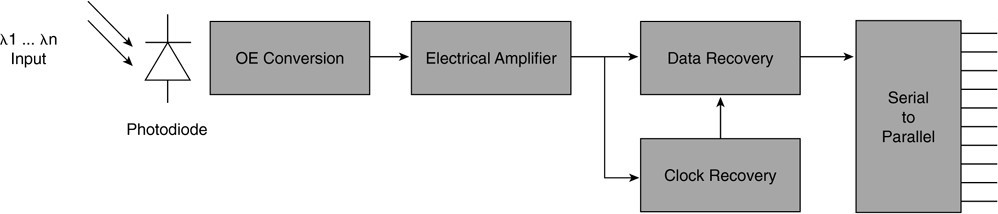 λ1 ... λn
Input
Photodiode
OE Conversion
Electrical Amplifier
Data Recovery
Clock Recovery
Serial
to
Parallel